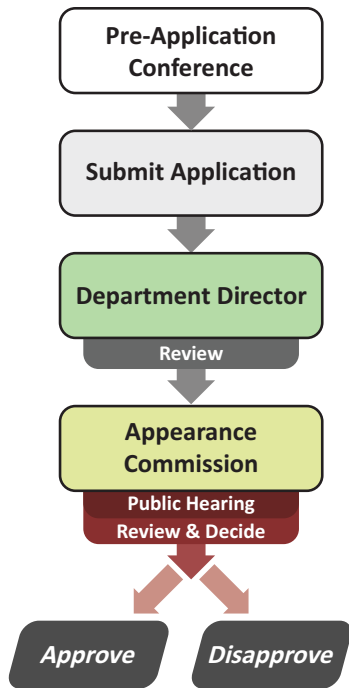 Pre-Application
Conference
Submit Application
Department Director
Review
Appearance
Commission
Public Hearing
Review & Decide
Approve
Disapprove